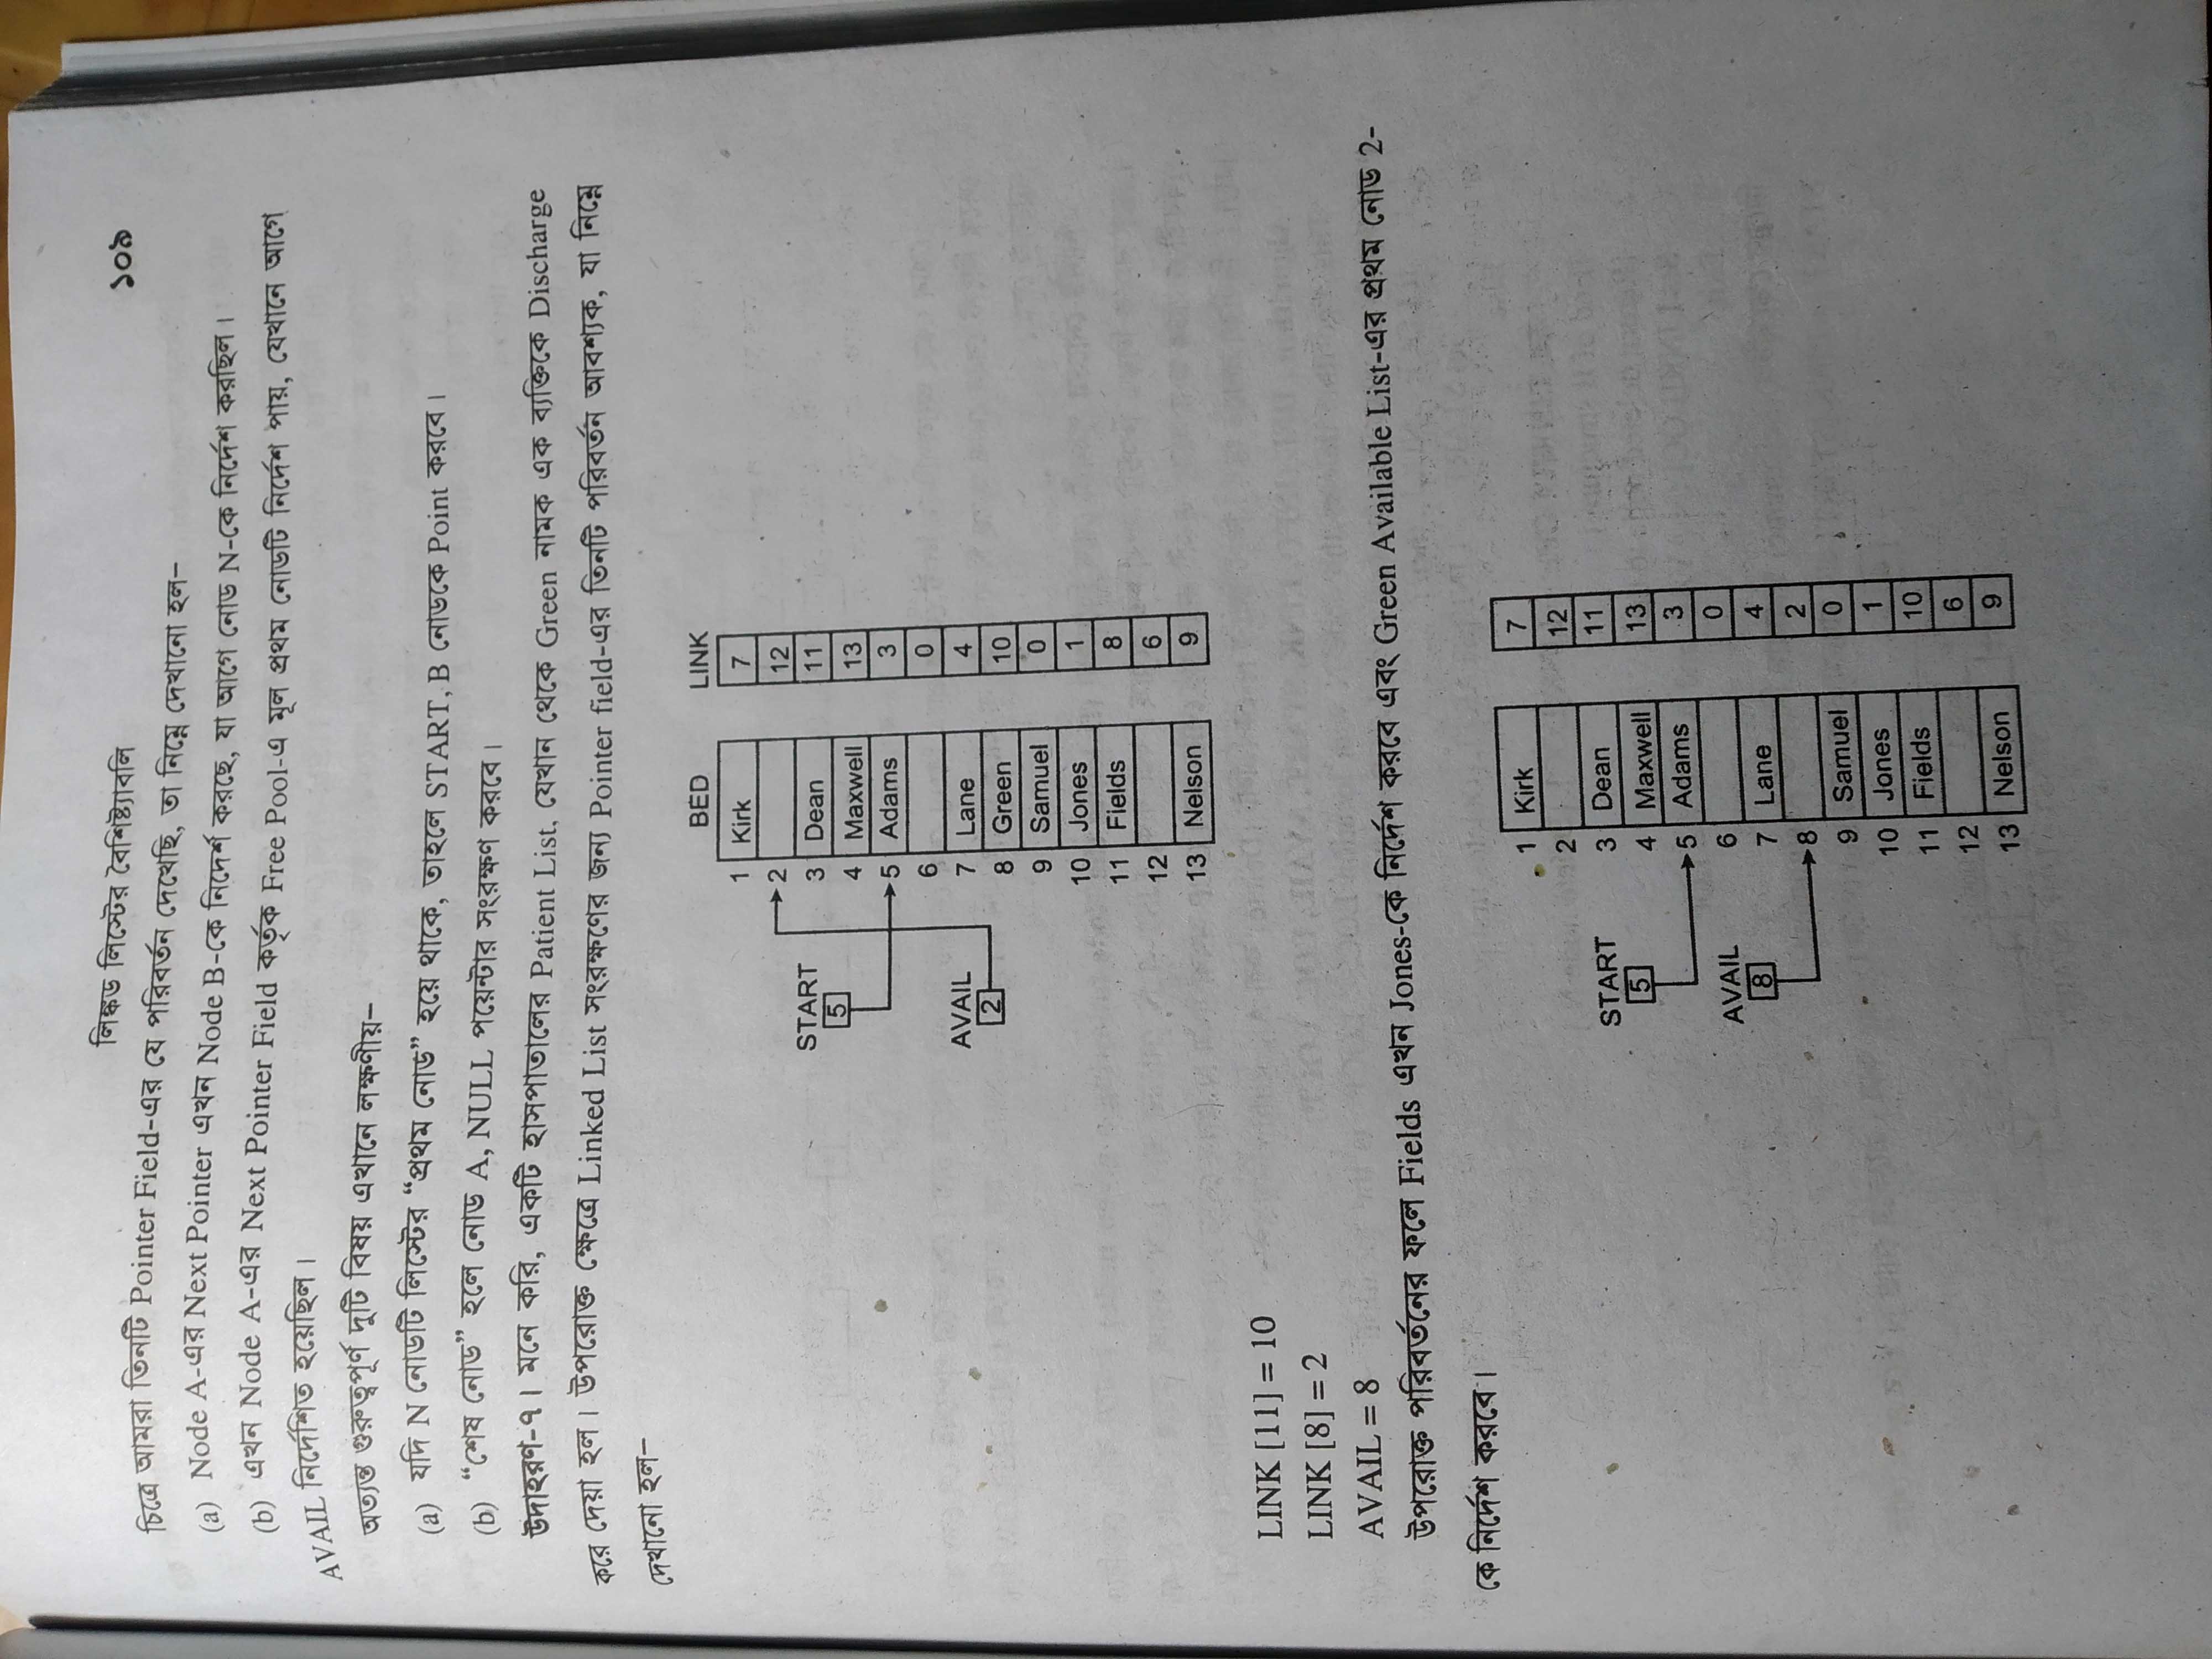 লিঙ্কড লিস্টের বৈশিষ্ট্যাবলি ১০৯
চিত্রে আমরা তিনটি Pointer Field-এর যে পরিবর্তন দেখেছি, তা নিম্নে দেখানো হল–
(a) Node A-এর Next Pointer এখন Node B-কে নির্দেশ করছে, যা আগে নোড N-কে নির্দেশ করছিল।
(b) এখন Node A-এর Next Pointer Field কর্তৃক Free Pool-এ মূল প্রথম নোডটি নির্দেশ পায়, যেখানে আগে
AVAIL নির্দেশিত হয়েছিল।
অত্যন্ত গুরুত্বপূর্ণ দুটি বিষয় এখানে লক্ষণীয়–
(a) যদি N নোডটি লিস্টের “প্রথম নোড” হয়ে থাকে, তাহলে START, B নোডকে Point করবে।
(b) “শেষ নোড” হলে নোড A, NULL পয়েন্টার সংরক্ষণ করবে।
উদাহরণ-৭। মনে করি, একটি হাসপাতালের Patient List, যেখান থেকে Green নামক এক ব্যক্তিকে Discharge
করে দেয়া হল। উপরোক্ত ক্ষেত্রে Linked List সংরক্ষণের জন্য Pointer field-এর তিনটি পরিবর্তন আবশ্যক, যা নিম্নে
দেখানো হল–
BED LINK
1 Kirk 7
2 12
3 Dean 11
START 4 Maxwell 13
5 5 Adams 3
6 0
AVAIL 7 Lane 4
2 8 Green 10
9 Samuel 0
10 Jones 1
11 Fields 8
12 6
13 Nelson 9
LINK [11] = 10
LINK [8] = 2
AVAIL = 8
উপরোক্ত পরিবর্তনের ফলে Fields এখন Jones-কে নির্দেশ করবে এবং Green Available List-এর প্রথম নোড 2-
কে নির্দেশ করবে।
1 Kirk 7
2 12
START 3 Dean 11
5 4 Maxwell 13
5 Adams 3
AVAIL 6 0
8 7 Lane 4
8 2
9 Samuel 0
10 Jones 1
11 Fields 10
12 6
13 Nelson 9